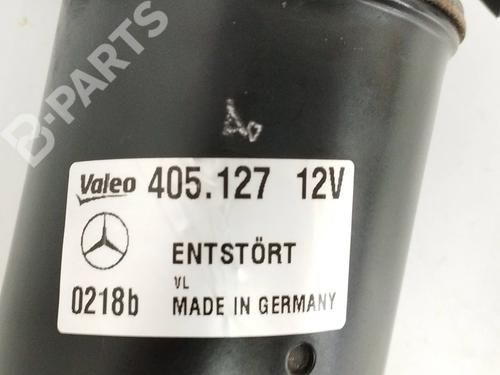 B-PARTS
Valeo 405.127 12V
ENTSTÖRT
VL
0218b MADE IN GERMANY